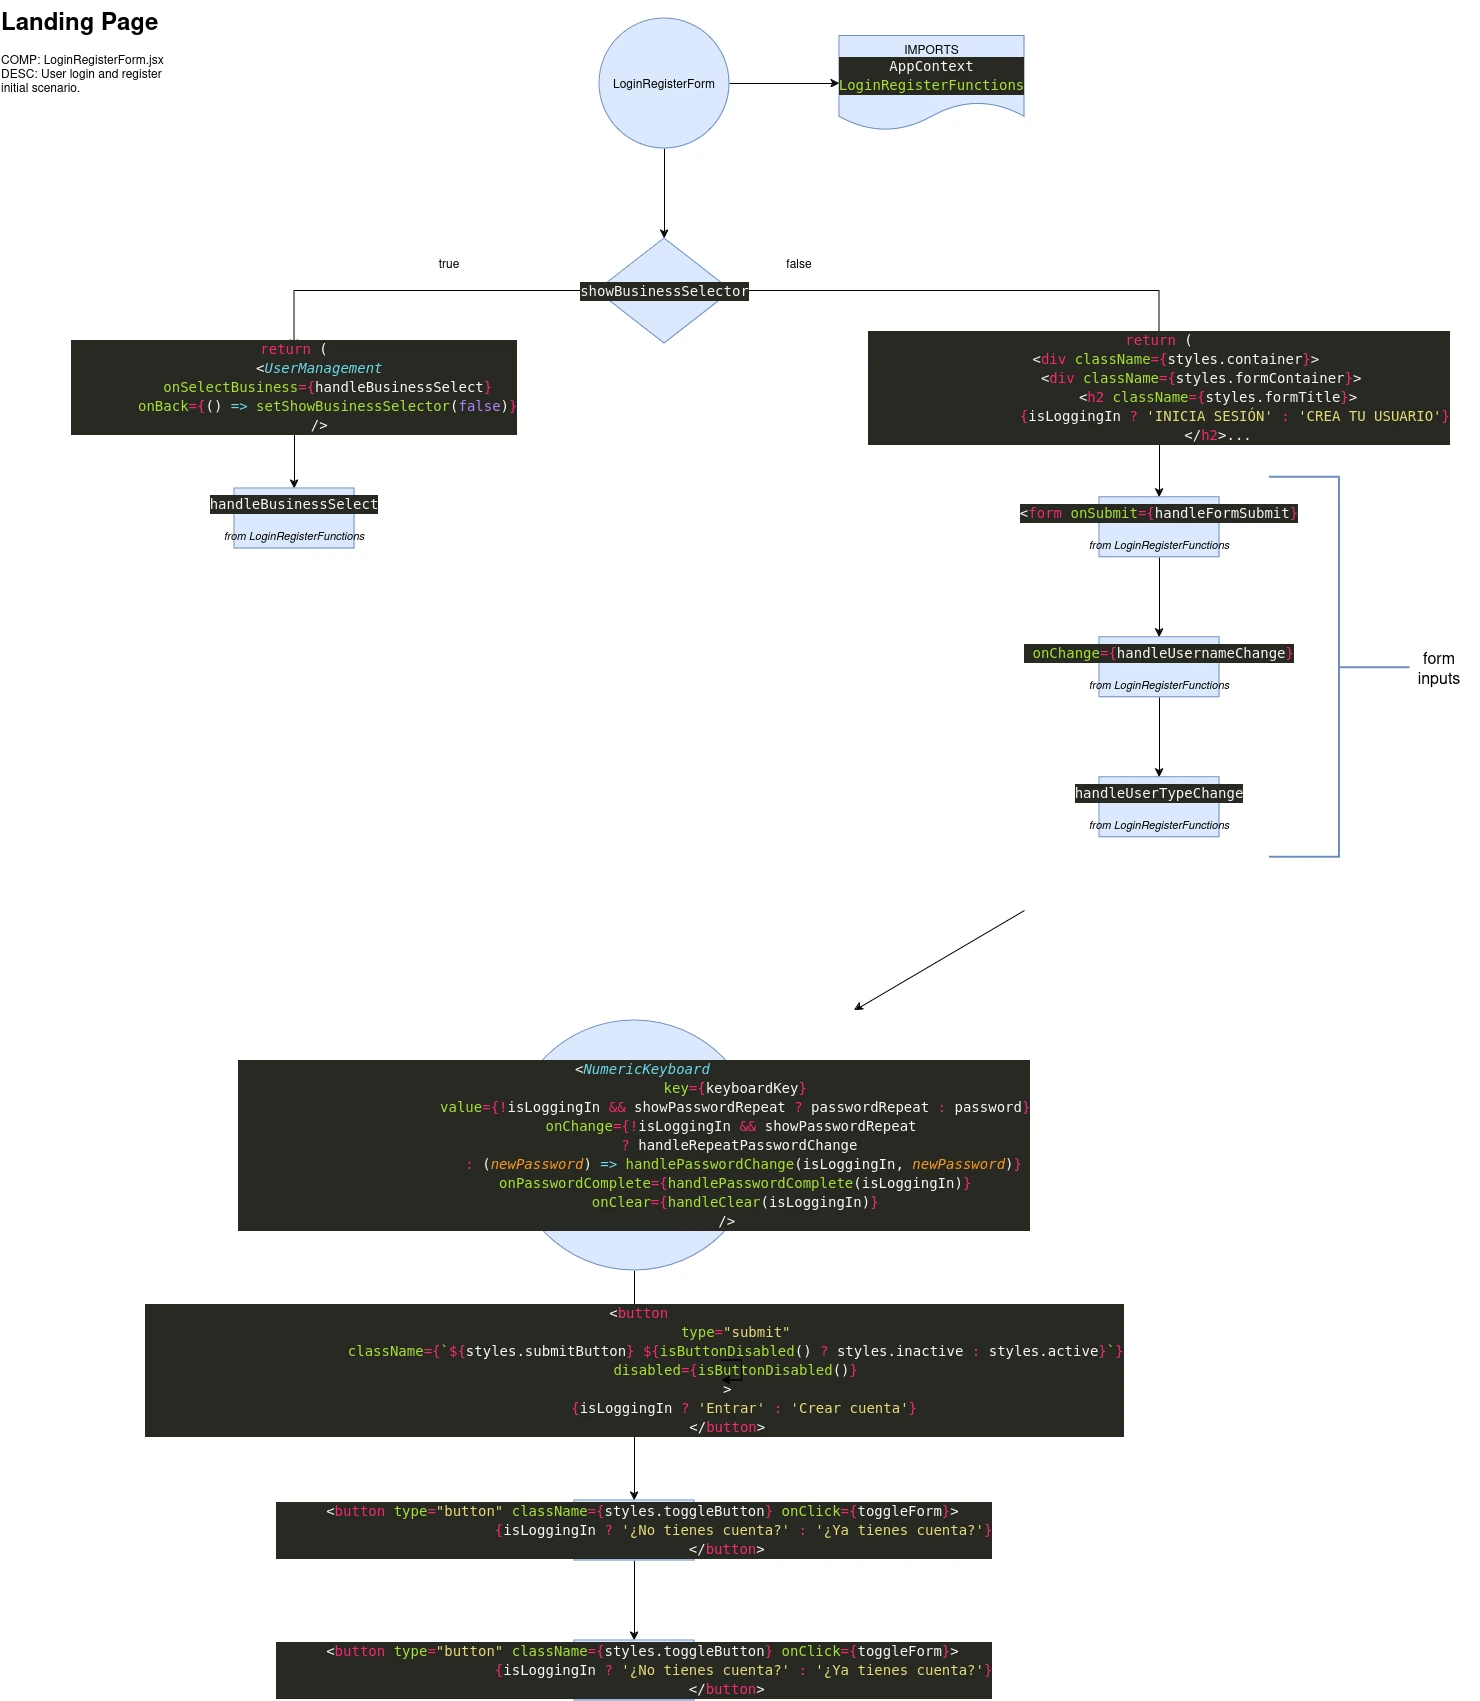 Landing Page
COMP: LoginRegisterForm.jsx
DESC: User login and register
initial scenario.
LoginRegisterForm
IMPORTS
AppContext
LoginRegisterFunctions
showBusinessSelector
true
false
return (
<UserManagement
onSelectBusiness={handleBusinessSelect}
onBack={() => setShowBusinessSelector(false)}
/>
handleBusinessSelect
from LoginRegisterFunctions
return (
<div className={styles.container}>
<div className={styles.formContainer}>
<h2 className={styles.formTitle}>
{isLoggingIn ? 'INICIA SESIÓN' : 'CREA TU USUARIO'}
</h2>...
<form onSubmit={handleFormSubmit}
from LoginRegisterFunctions
onChange={handleUsernameChange}
from LoginRegisterFunctions
handleUserTypeChange
from LoginRegisterFunctions
form
inputs
<NumericKeyboard
key={keyboardKey}
value={!isLoggingIn && showPasswordRepeat ? passwordRepeat : password}
onChange={!isLoggingIn && showPasswordRepeat
? handleRepeatPasswordChange
: (newPassword) => handlePasswordChange(isLoggingIn, newPassword)}
onPasswordComplete={handlePasswordComplete(isLoggingIn)}
onClear={handleClear(isLoggingIn)}
/>
<button
type="submit"
className={`${styles.submitButton} ${isButtonDisabled() ? styles.inactive : styles.active}`}
disabled={isButtonDisabled()}
>
{isLoggingIn ? 'Entrar' : 'Crear cuenta'}
</button>
<button type="button" className={styles.toggleButton} onClick={toggleForm}>
{isLoggingIn ? '¿No tienes cuenta?' : '¿Ya tienes cuenta?'}
</button>
<button type="button" className={styles.toggleButton} onClick={toggleForm}>
{isLoggingIn ? '¿No tienes cuenta?' : '¿Ya tienes cuenta?'}
</button>